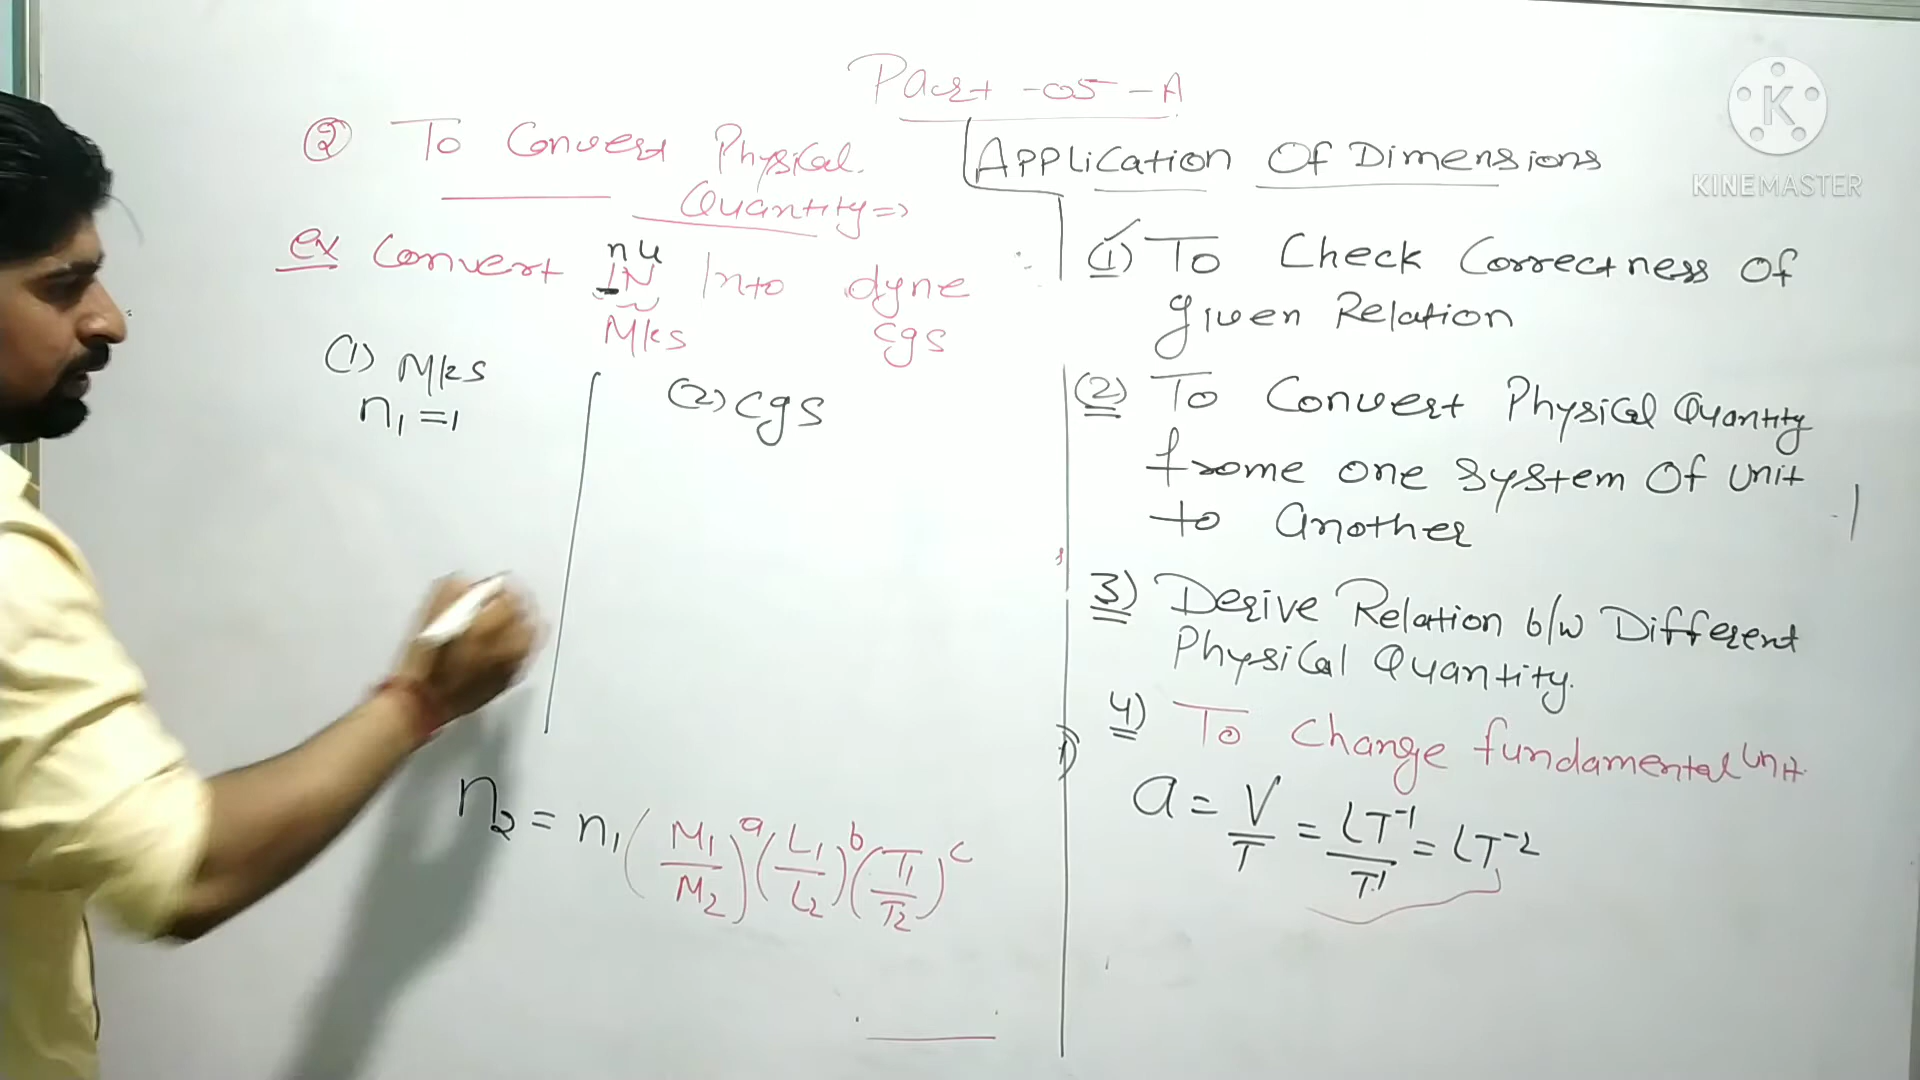 Part -05-A
② To Convert Physical
Quantity=>
ex Convert 1N Into dyne
n u
Mks cgs
(1) Mks
n₁ = 1
(2) cgs
n₂ = n₁ (M₁/M₂)ᵃ (L₁/L₂)ᵇ (T₁/T₂)ᶜ
Application Of Dimensions
(1) To Check Correctness Of
given Relation
(2) To Convert Physical Quantity
frome one system Of Unit
to another
3) Derive Relation b/w Different
Physical Quantity.
4) To Change fundamental Unit
a = V/T = LT⁻¹/T¹ = LT⁻²
K
KINEMASTER